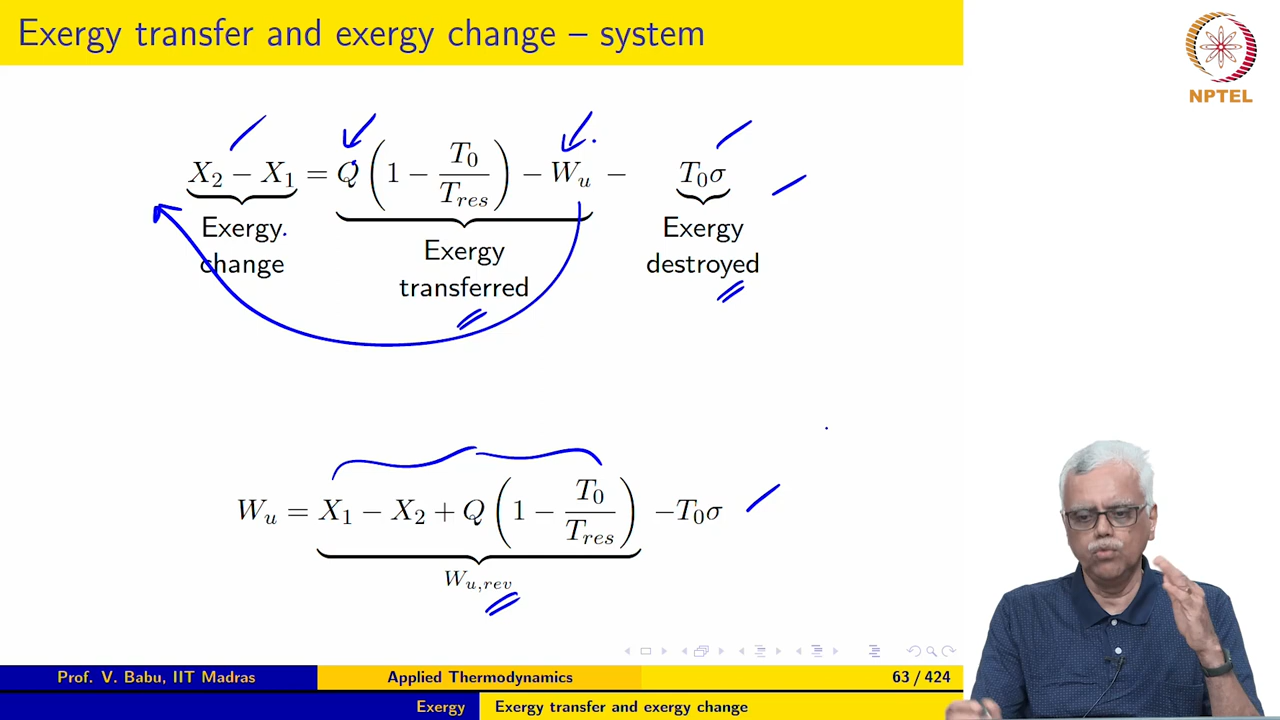 Exergy transfer and exergy change – system
NPTEL
X₂ − X₁ = Q (1 − T₀/T_res) − W_u − T₀σ
Exergy change
Exergy transferred
Exergy destroyed
W_u = X₁ − X₂ + Q (1 − T₀/T_res) −T₀σ
W_u,rev
Prof. V. Babu, IIT Madras
Applied Thermodynamics
63 / 424
Exergy
Exergy transfer and exergy change